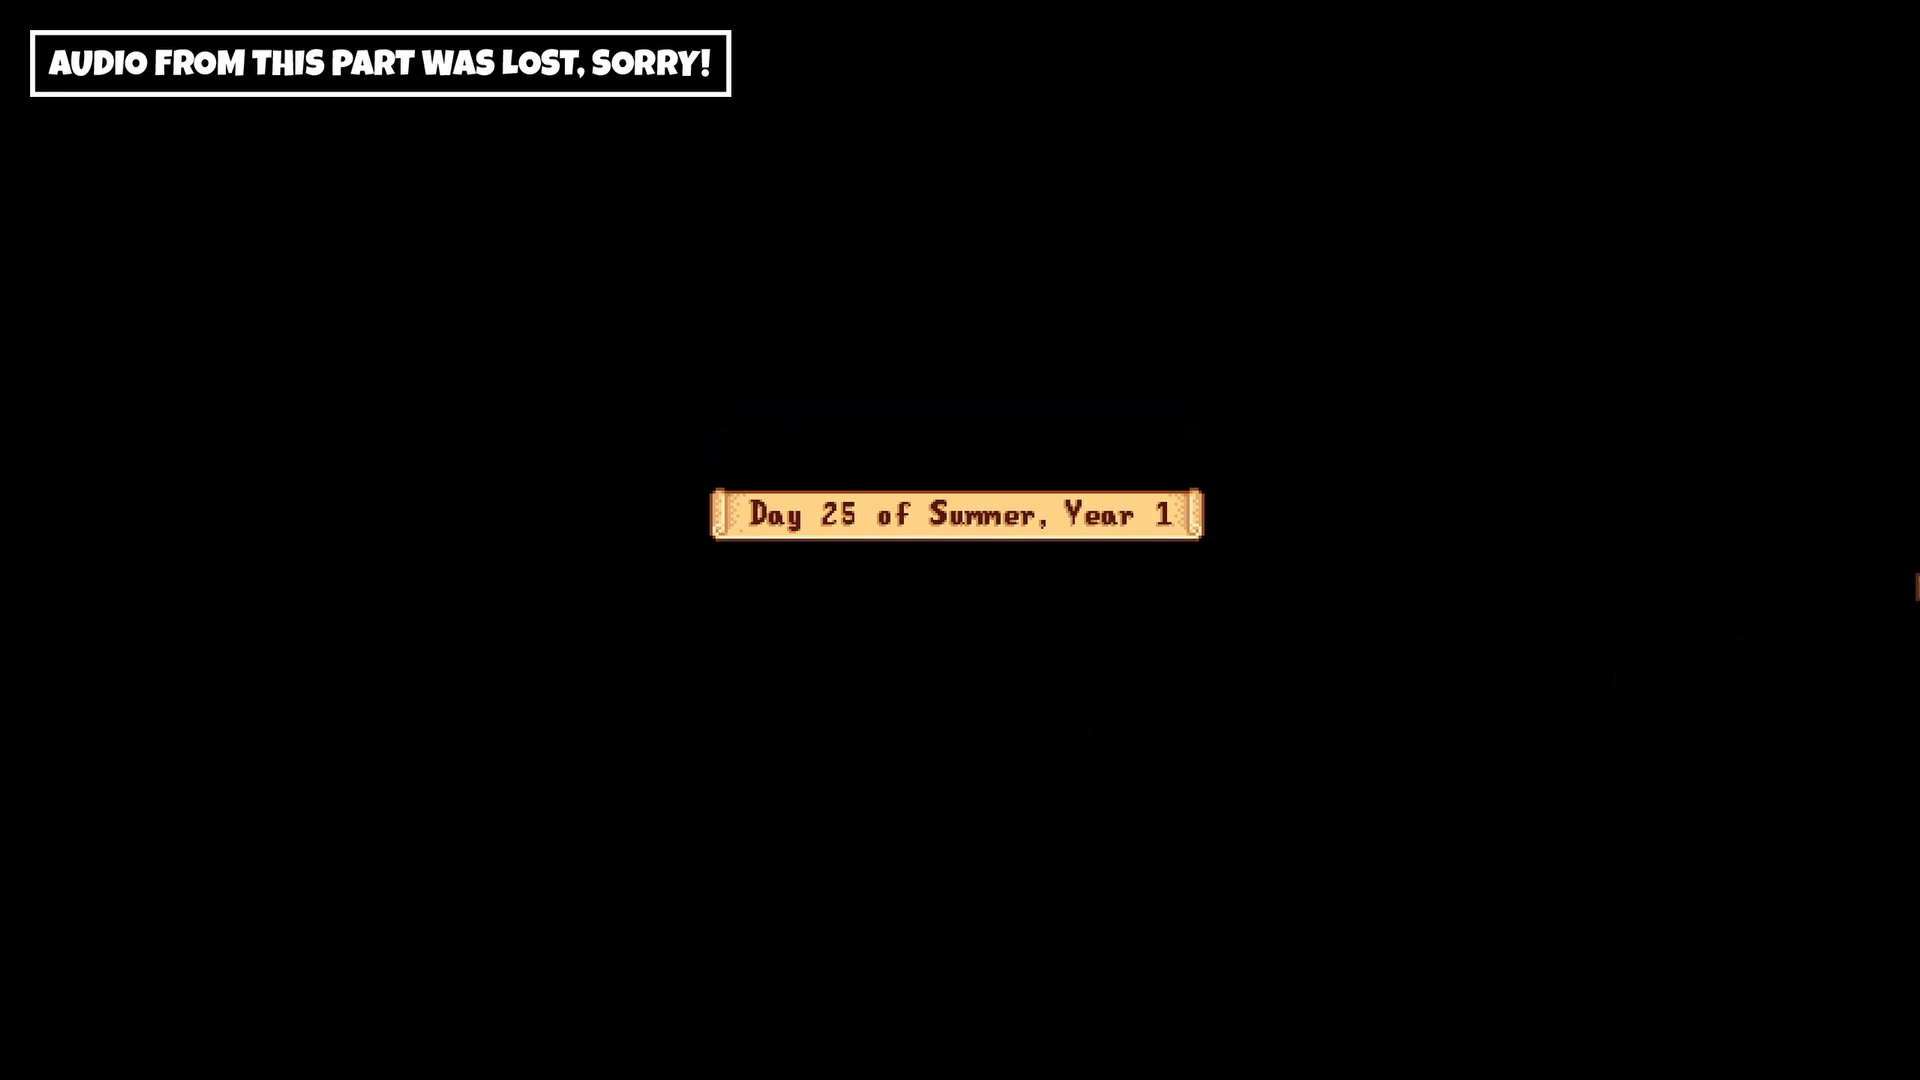 AUDIO FROM THIS PART WAS LOST, SORRY!
Day 25 of Summer, Year 1